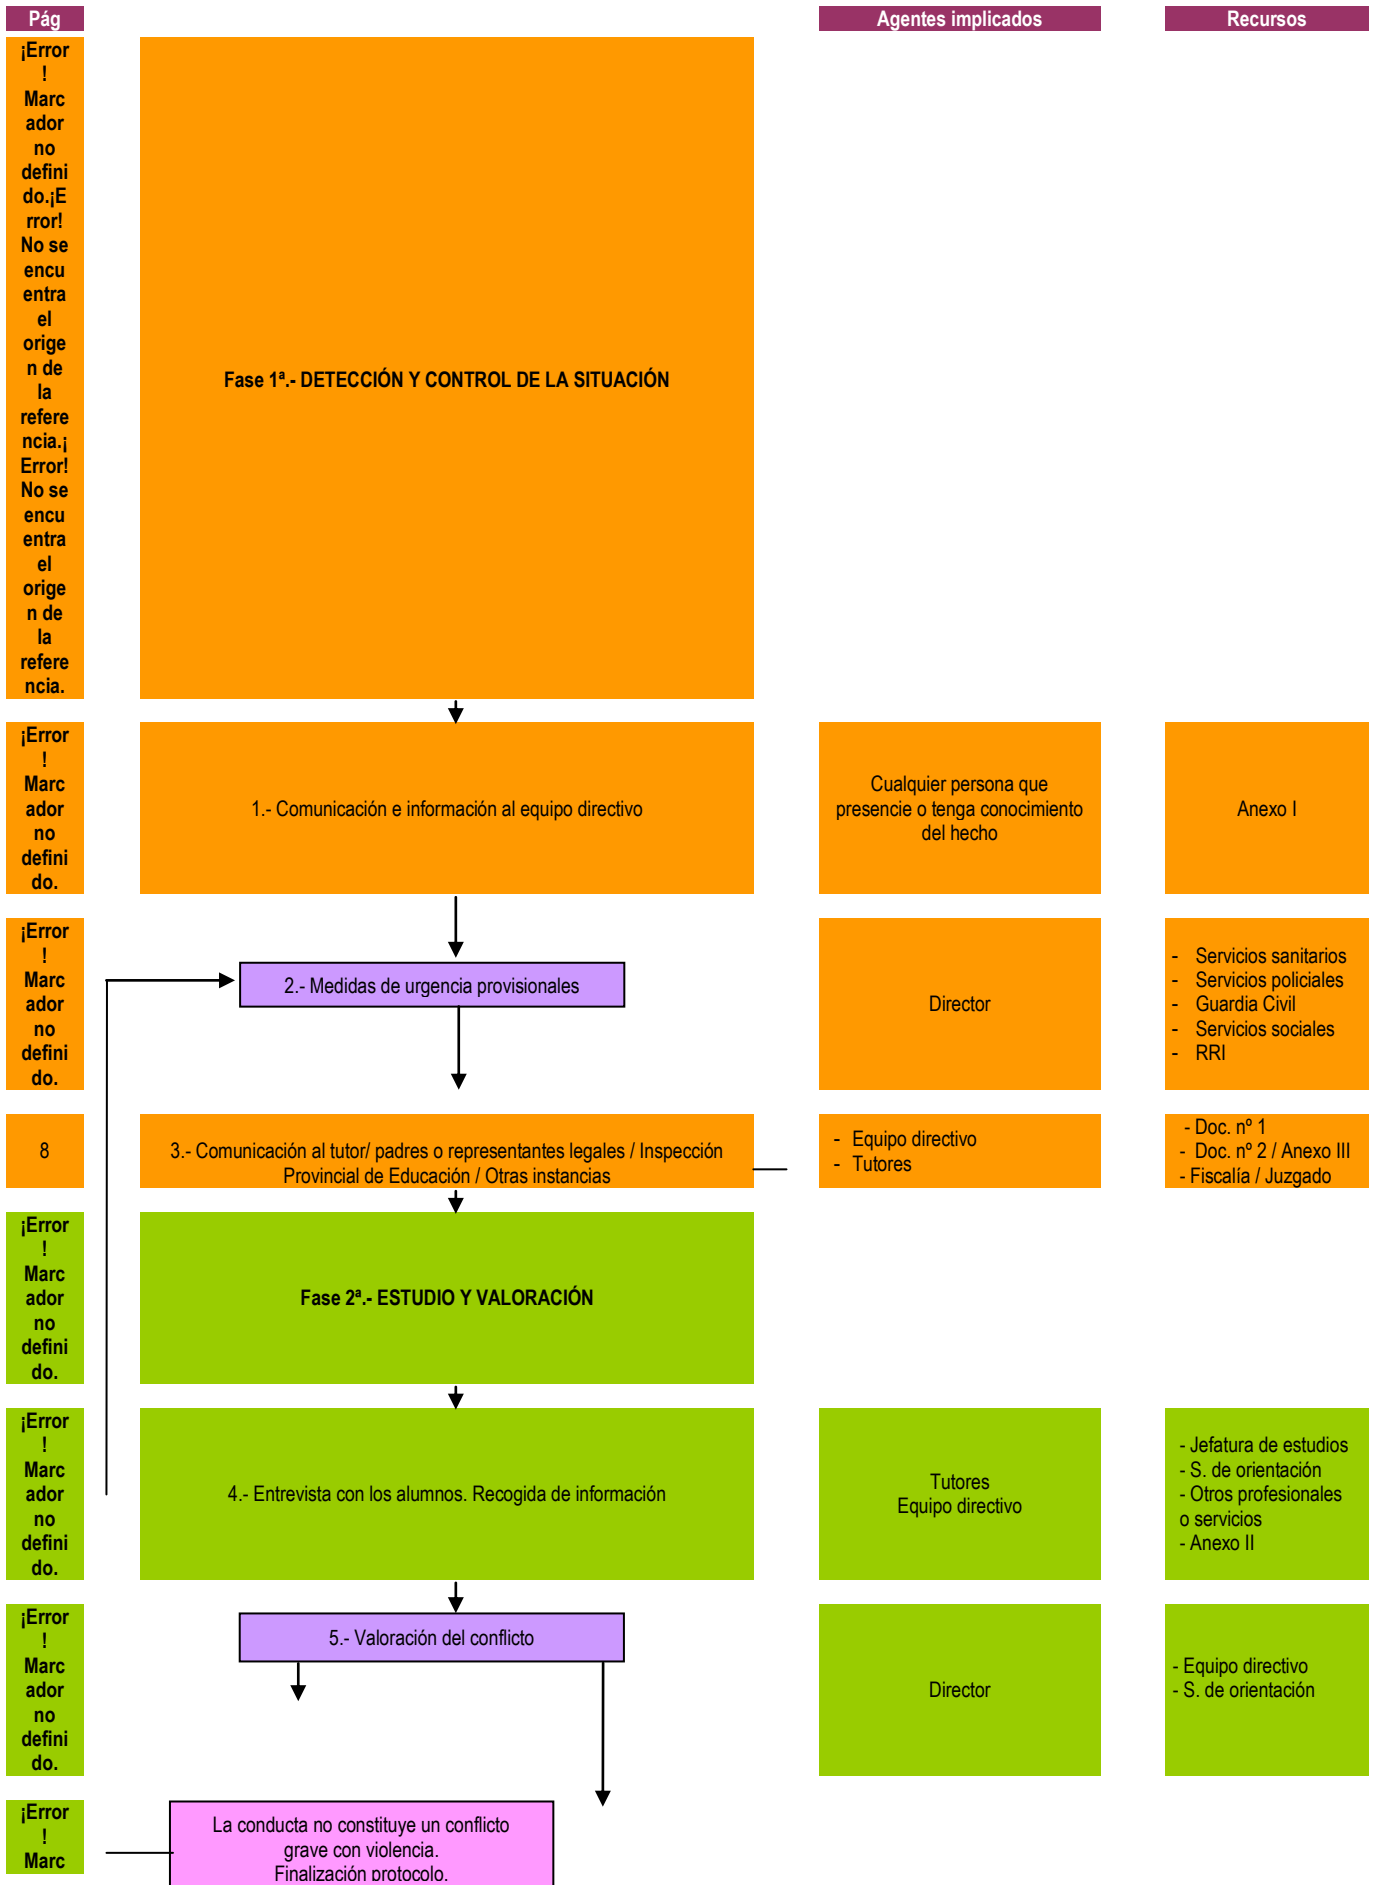 Pág
Agentes implicados
Recursos
¡Error
!
Marc
ador
no
defini
do.¡E
rror!
No se
encu
entra
el
orige
n de
la
refere
ncia.¡
Error!
No se
encu
entra
el
orige
n de
la
refere
ncia.
Fase 1ª.- DETECCIÓN Y CONTROL DE LA SITUACIÓN
¡Error
!
Marc
ador
no
defini
do.
1.- Comunicación e información al equipo directivo
Cualquier persona que
presencie o tenga conocimiento
del hecho
Anexo I
¡Error
!
Marc
ador
no
defini
do.
2.- Medidas de urgencia provisionales
Director
- Servicios sanitarios
- Servicios policiales
- Guardia Civil
- Servicios sociales
- RRI
8
3.- Comunicación al tutor/ padres o representantes legales / Inspección
Provincial de Educación / Otras instancias
- Equipo directivo
- Tutores
- Doc. nº 1
- Doc. nº 2 / Anexo III
- Fiscalía / Juzgado
¡Error
!
Marc
ador
no
defini
do.
Fase 2ª.- ESTUDIO Y VALORACIÓN
¡Error
!
Marc
ador
no
defini
do.
4.- Entrevista con los alumnos. Recogida de información
Tutores
Equipo directivo
- Jefatura de estudios
- S. de orientación
- Otros profesionales
o servicios
- Anexo II
¡Error
!
Marc
ador
no
defini
do.
5.- Valoración del conflicto
Director
- Equipo directivo
- S. de orientación
¡Error
!
Marc
La conducta no constituye un conflicto
grave con violencia.
Finalización protocolo.